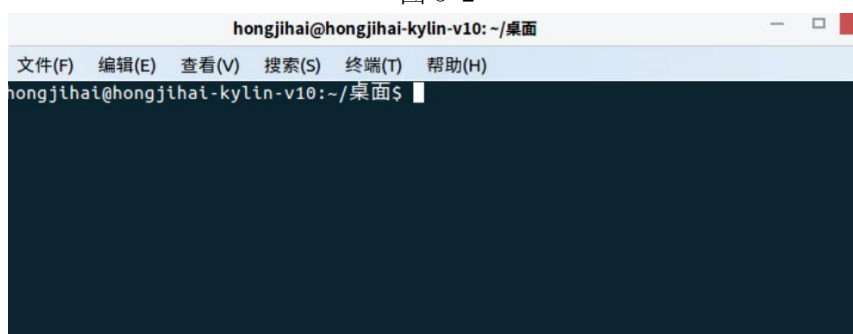 hongjihai@hongjihai-kylin-v10: ~/桌面
文件(F) 编辑(E) 查看(V) 搜索(S) 终端(T) 帮助(H)
hongjihai@hongjihai-kylin-v10:~/桌面$